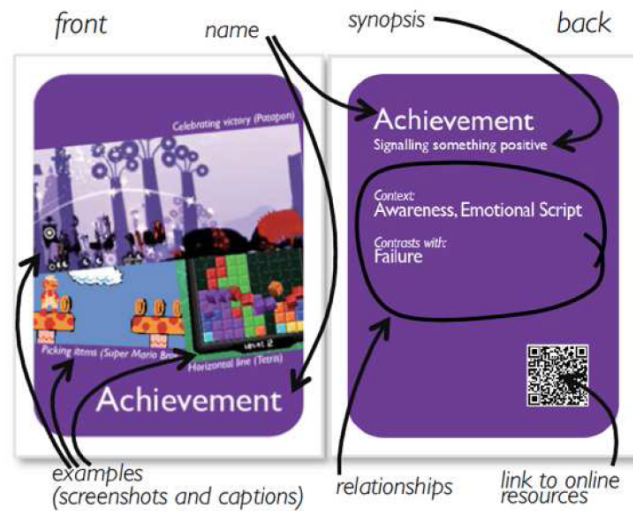 front
name
synopsis
back
Celebrating victory (Patapon)
Picking items (Super Mario Bro
Level 2
Horizontal line (Tetris)
Achievement
Achievement
Signalling something positive
Context:
Awareness, Emotional Script
Contrasts with:
Failure
examples
(screenshots and captions)
relationships
link to online
resources